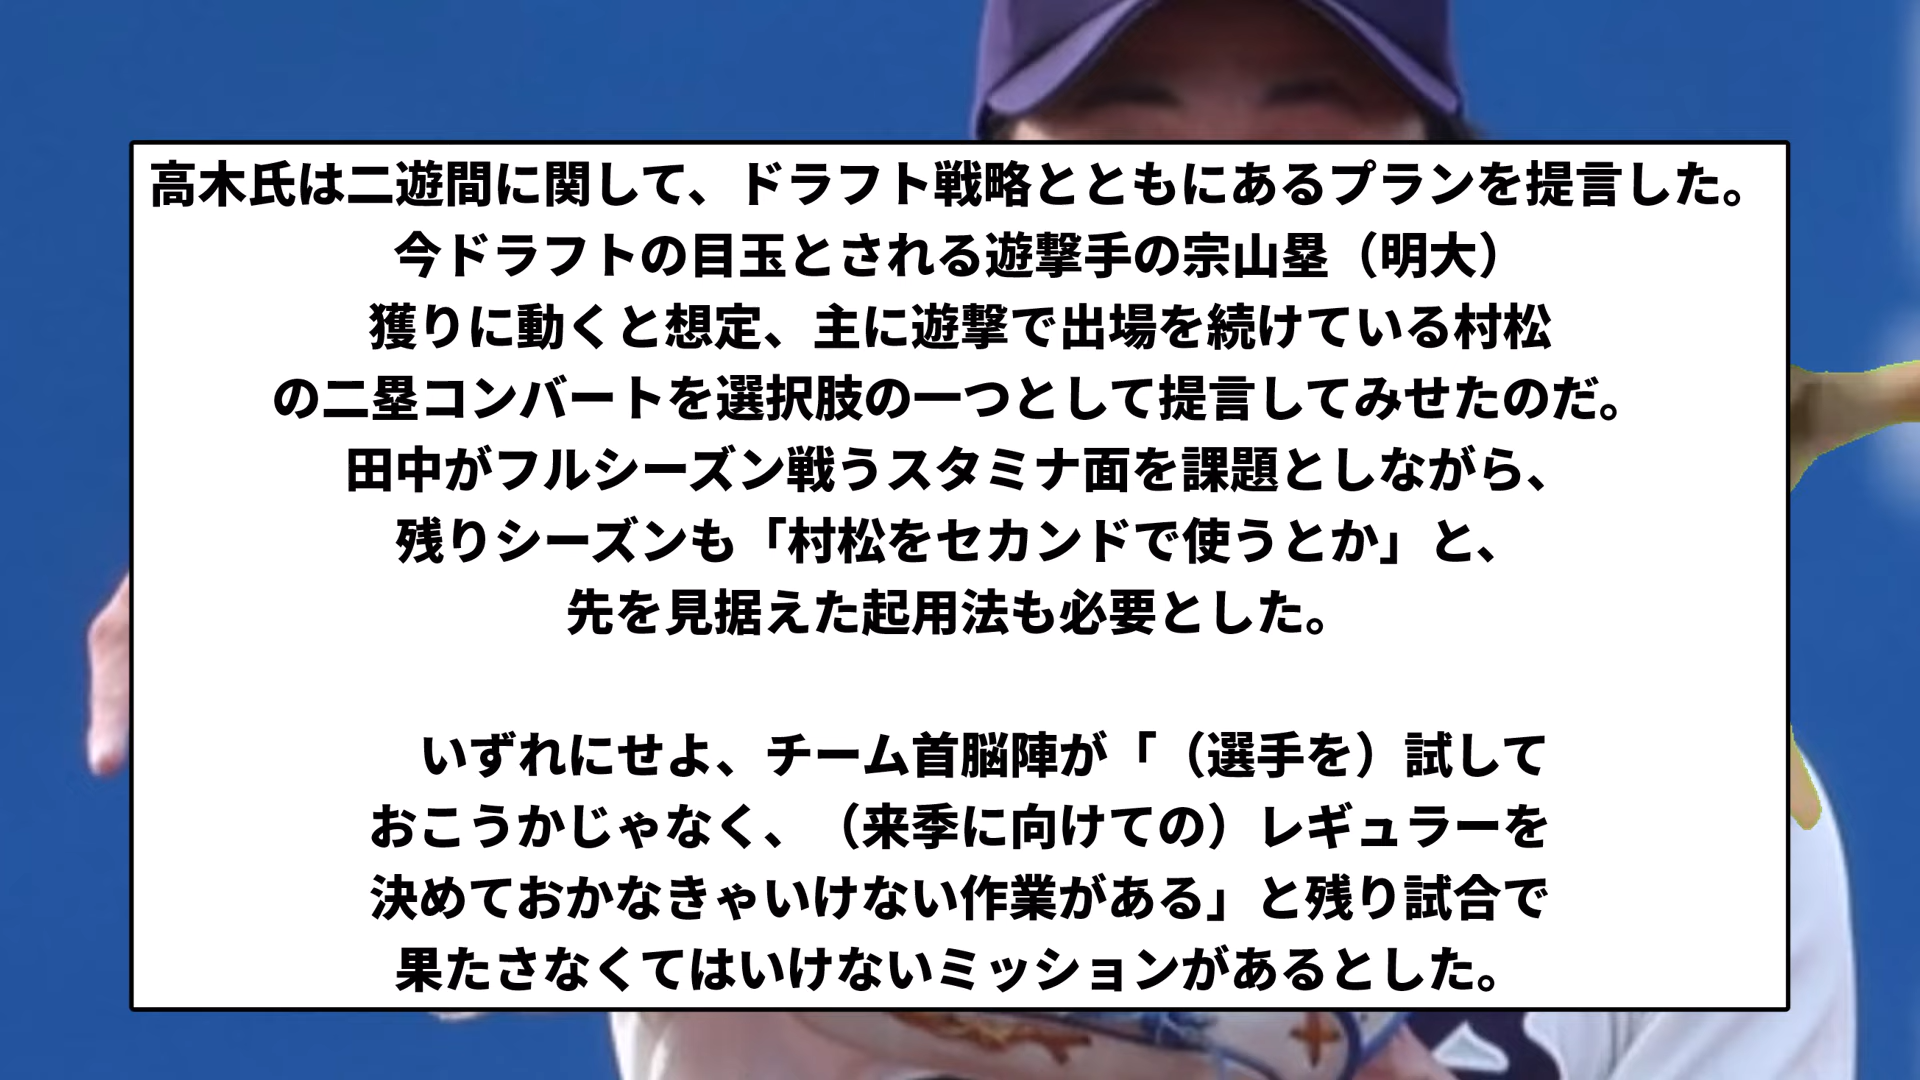 高木氏は二遊間に関して、ドラフト戦略とともにあるプランを提言した。
今ドラフトの目玉とされる遊撃手の宗山塁（明大）
獲りに動くと想定、主に遊撃で出場を続けている村松
の二塁コンバートを選択肢の一つとして提言してみせたのだ。
田中がフルシーズン戦うスタミナ面を課題としながら、
残りシーズンも「村松をセカンドで使うとか」と、
先を見据えた起用法も必要とした。
いずれにせよ、チーム首脳陣が「（選手を）試して
おこうかじゃなく、（来季に向けての）レギュラーを
決めておかなきゃいけない作業がある」と残り試合で
果たさなくてはいけないミッションがあるとした。